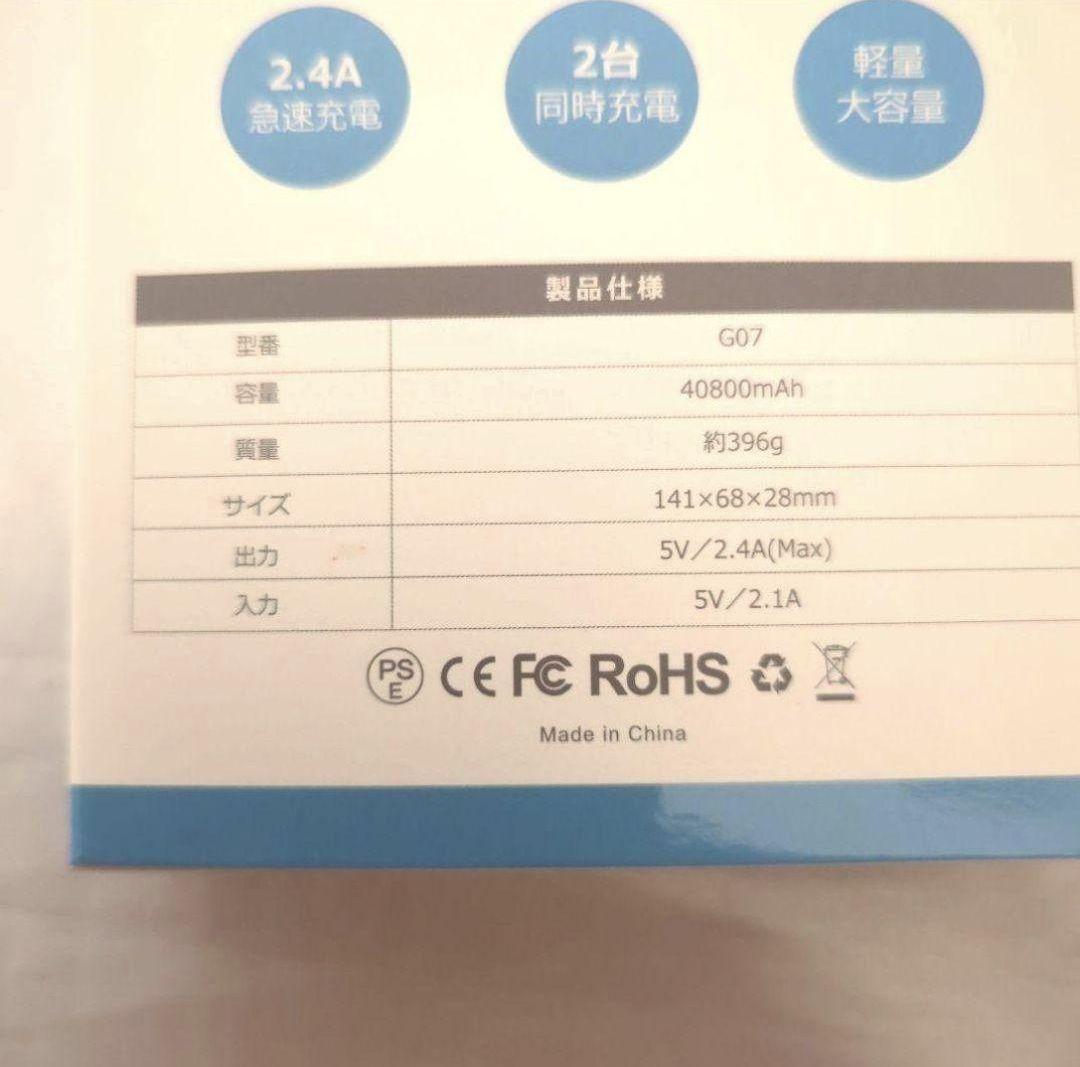 2.4A
急速充電
2台
同時充電
軽量
大容量
製品仕様
型番 G07
容量 40800mAh
質量 約396g
サイズ 141×68×28mm
出力 5V／2.4A(Max)
入力 5V／2.1A
PSE CE FC RoHS
Made in China